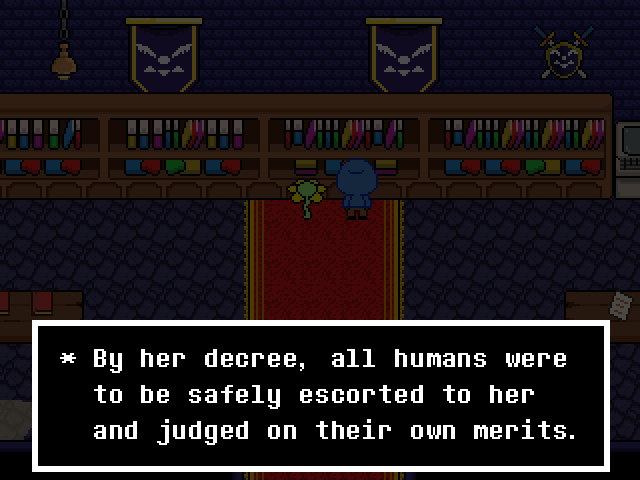 * By her decree, all humans were
to be safely escorted to her
and judged on their own merits.